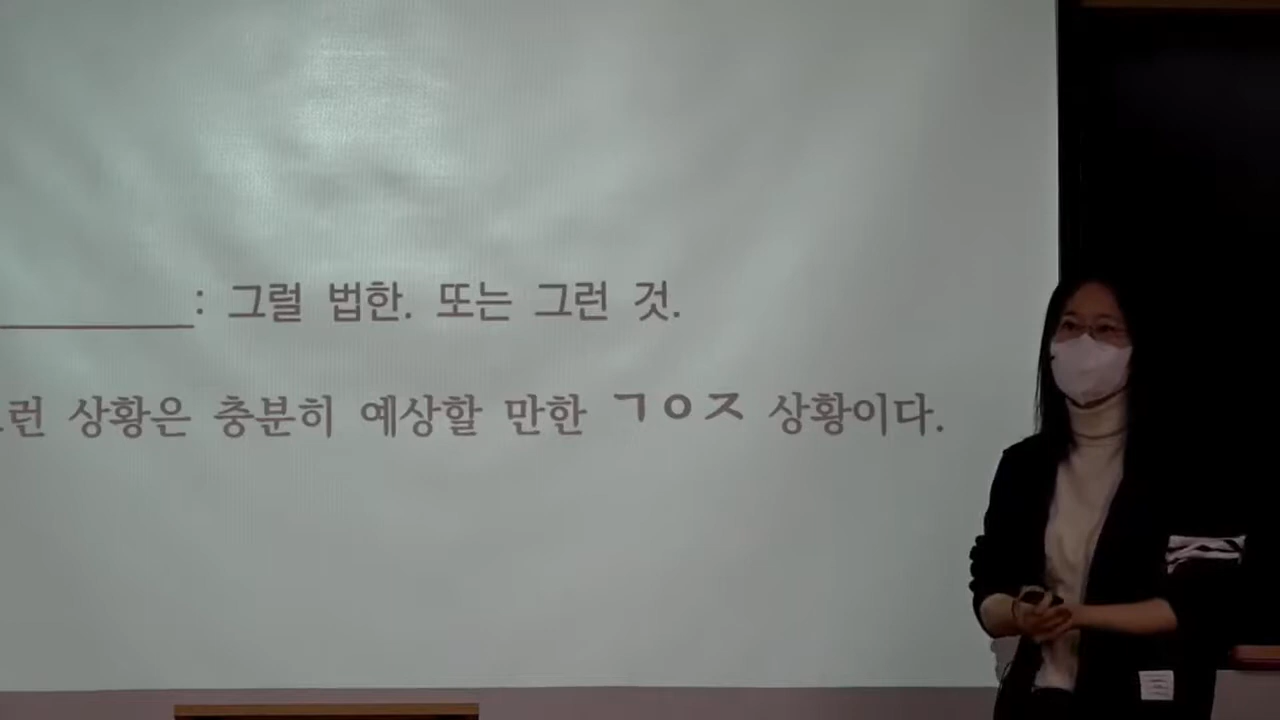 : 그럴 법한. 또는 그런 것.
런 상황은 충분히 예상할 만한 ㄱㅇㅈ 상황이다.